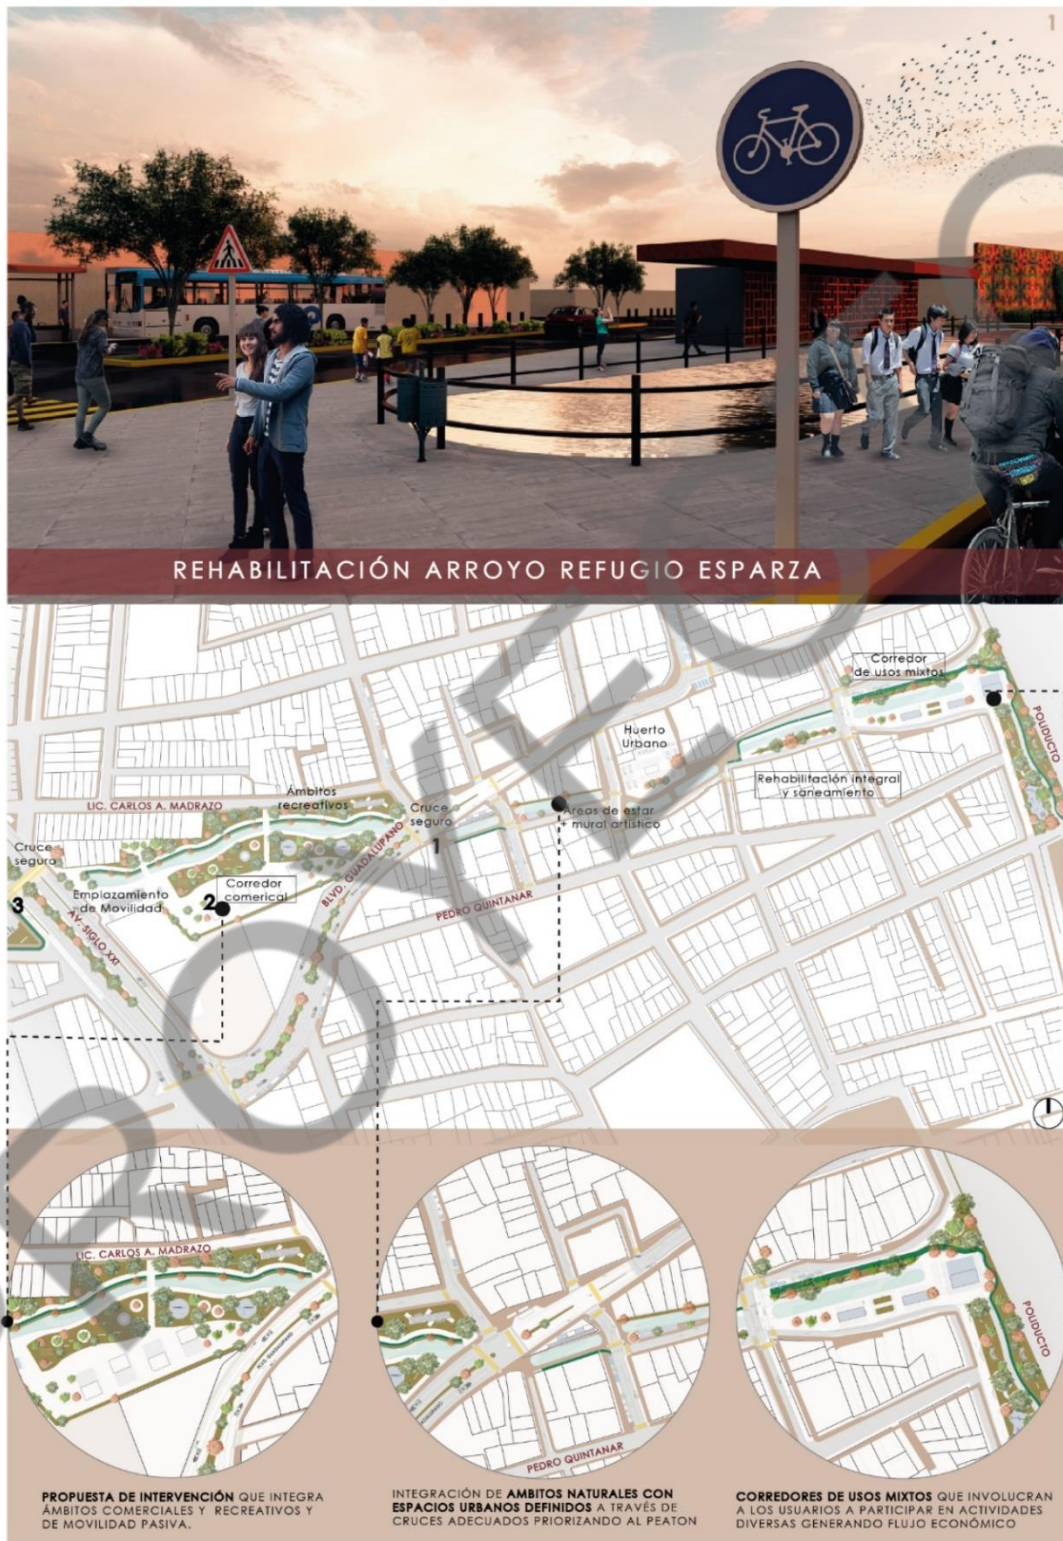 1
REHABILITACIÓN ARROYO REFUGIO ESPARZA
Corredor
de usos mixtos
POLIDUCTO
Huerto
Urbano
Rehabilitación integral
y saneamiento
Ámbitos
recreativos
LIC. CARLOS A. MADRAZO
Cruce
seguro
1
Áreas de estar
+ mural artístico
Cruce
seguro
BLVD. GUADALUPANO
Emplazamiento
de Movilidad
2
Corredor
comerical
3
AV. SIGLO XXI
PEDRO QUINTANAR
PROYECTO
LIC. CARLOS A. MADRAZO
PEDRO QUINTANAR
POLIDUCTO
PROPUESTA DE INTERVENCIÓN QUE INTEGRA
ÁMBITOS COMERCIALES Y RECREATIVOS Y
DE MOVILIDAD PASIVA.
INTEGRACIÓN DE AMBITOS NATURALES CON
ESPACIOS URBANOS DEFINIDOS A TRAVÉS DE
CRUCES ADECUADOS PRIORIZANDO AL PEATON
CORREDORES DE USOS MIXTOS QUE INVOLUCRAN
A LOS USUARIOS A PARTICIPAR EN ACTIVIDADES
DIVERSAS GENERANDO FLUJO ECONÓMICO